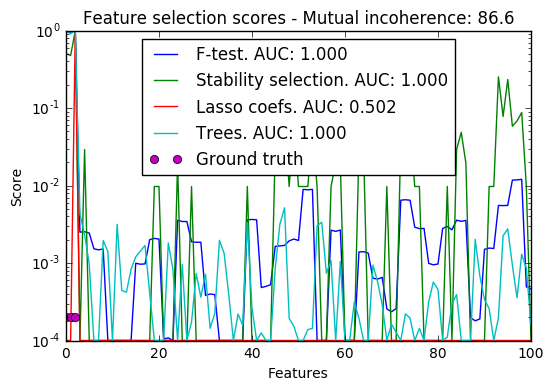 Feature selection scores - Mutual incoherence: 86.6
F-test. AUC: 1.000
Stability selection. AUC: 1.000
Lasso coefs. AUC: 0.502
Trees. AUC: 1.000
Ground truth
Score
10^0
10^-1
10^-2
10^-3
10^-4
0 20 40 60 80 100
Features